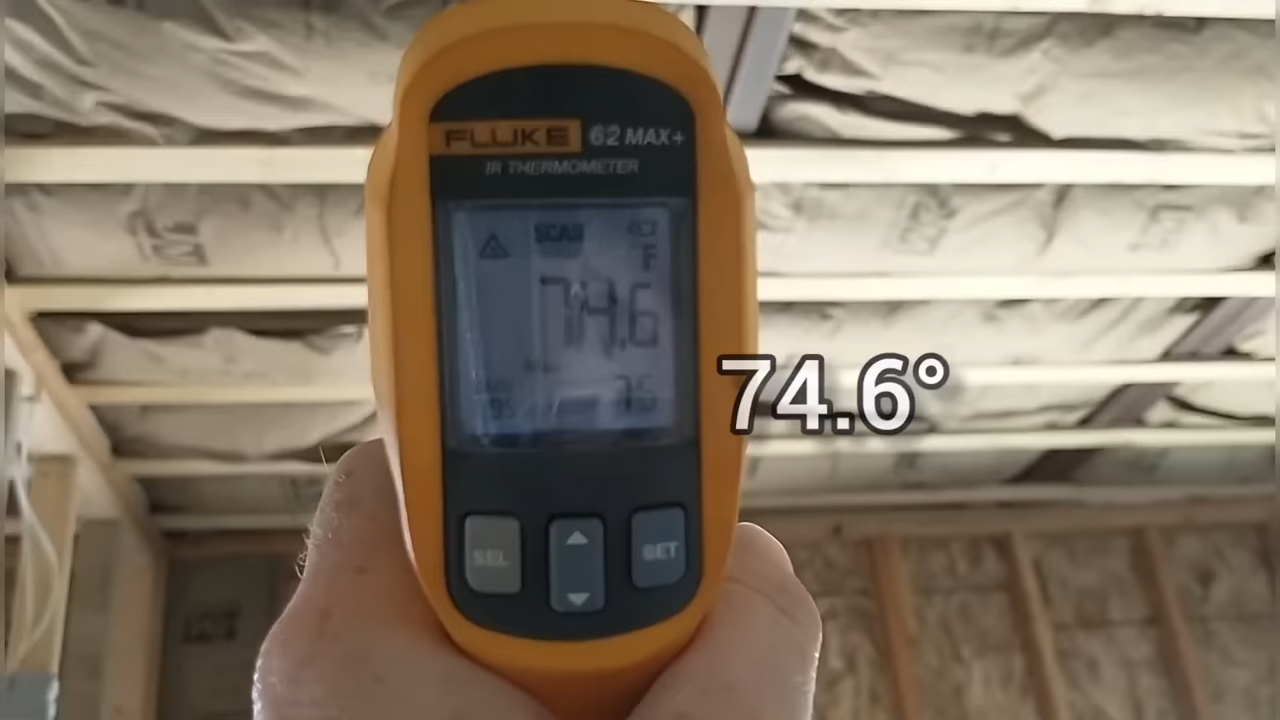 FLUKE 62 MAX+
IR THERMOMETER
SCAN
F
74.6
74.6°
SEL
SET